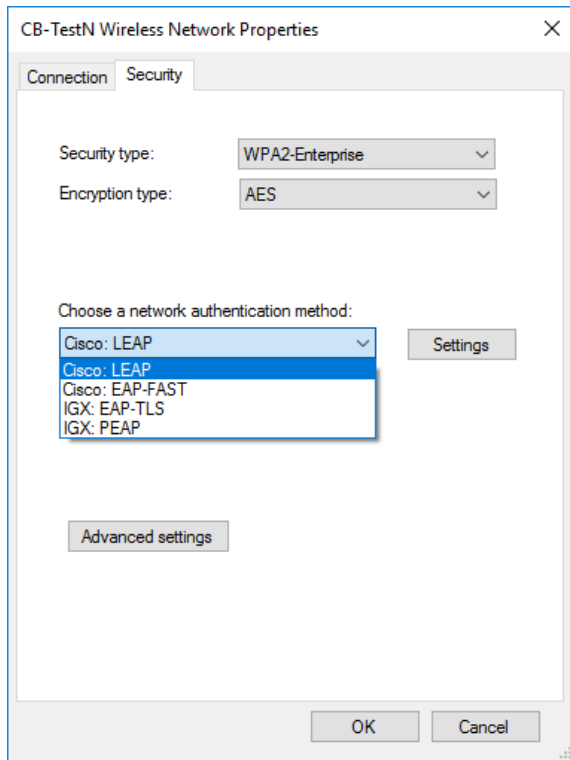 CB-TestN Wireless Network Properties
Connection Security
Security type: WPA2-Enterprise
Encryption type: AES
Choose a network authentication method:
Cisco: LEAP Settings
Cisco: LEAP
Cisco: EAP-FAST
IGX: EAP-TLS
IGX: PEAP
Advanced settings
OK Cancel